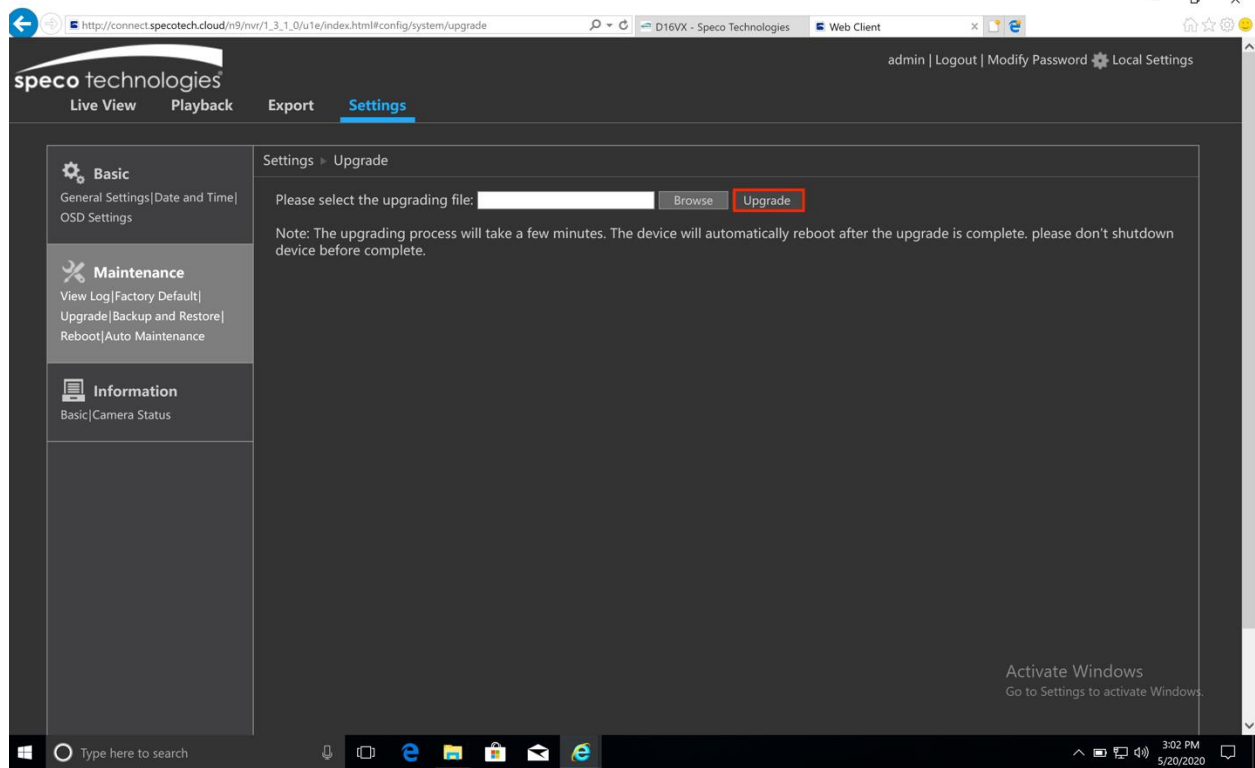 http://connect.specotech.cloud/n9/nvr/1_3_1_0/u1e/index.html#config/system/upgrade
D16VX - Speco Technologies
Web Client
speco technologies
admin | Logout | Modify Password Local Settings
Live View Playback Export Settings
Basic
General Settings|Date and Time|
OSD Settings
Maintenance
View Log|Factory Default|
Upgrade|Backup and Restore|
Reboot|Auto Maintenance
Information
Basic|Camera Status
Settings ▶ Upgrade
Please select the upgrading file: Browse Upgrade
Note: The upgrading process will take a few minutes. The device will automatically reboot after the upgrade is complete. please don't shutdown
device before complete.
Activate Windows
Go to Settings to activate Windows.
Type here to search
3:02 PM
5/20/2020